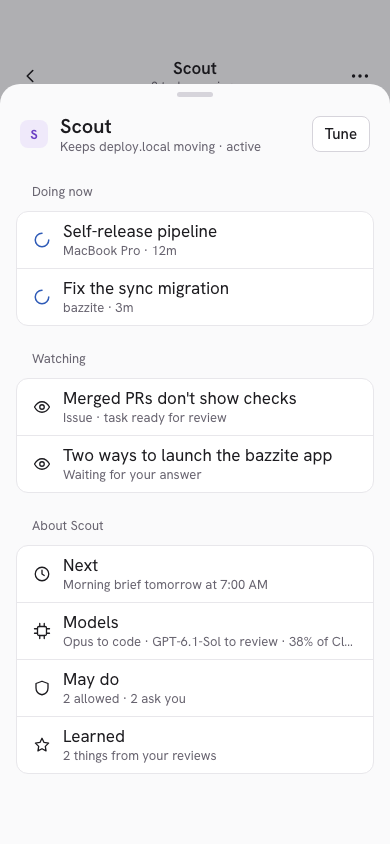 Scout
S
Scout
Keeps deploy.local moving · active
Tune
Doing now
Self-release pipeline
MacBook Pro · 12m
Fix the sync migration
bazzite · 3m
Watching
Merged PRs don't show checks
Issue · task ready for review
Two ways to launch the bazzite app
Waiting for your answer
About Scout
Next
Morning brief tomorrow at 7:00 AM
Models
Opus to code · GPT-6.1-Sol to review · 38% of Cl...
May do
2 allowed · 2 ask you
Learned
2 things from your reviews